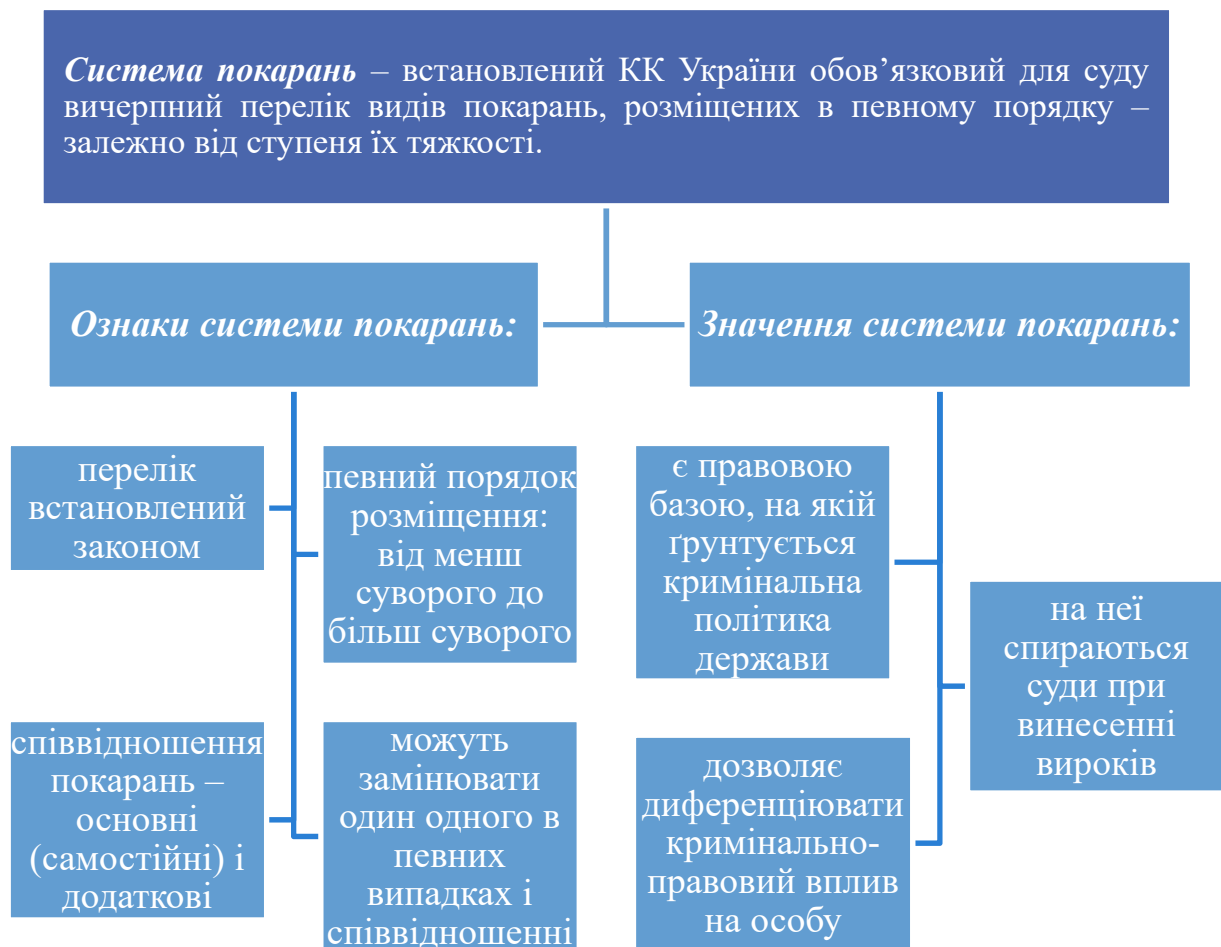 Система покарань – встановлений КК України обов’язковий для суду
вичерпний перелік видів покарань, розміщених в певному порядку –
залежно від ступеня їх тяжкості.
Ознаки системи покарань:
Значення системи покарань:
перелік
встановлений
законом
певний порядок
розміщення:
від менш
суворого до
більш суворого
співвідношення
покарань –
основні
(самостійні) і
додаткові
можуть
замінювати
один одного в
певних
випадках і
співвідношенні
є правовою
базою, на якій
ґрунтується
кримінальна
політика
держави
на неї
спираються
суди при
винесенні
вироків
дозволяє
диференціювати
кримінально-
правовий вплив
на особу